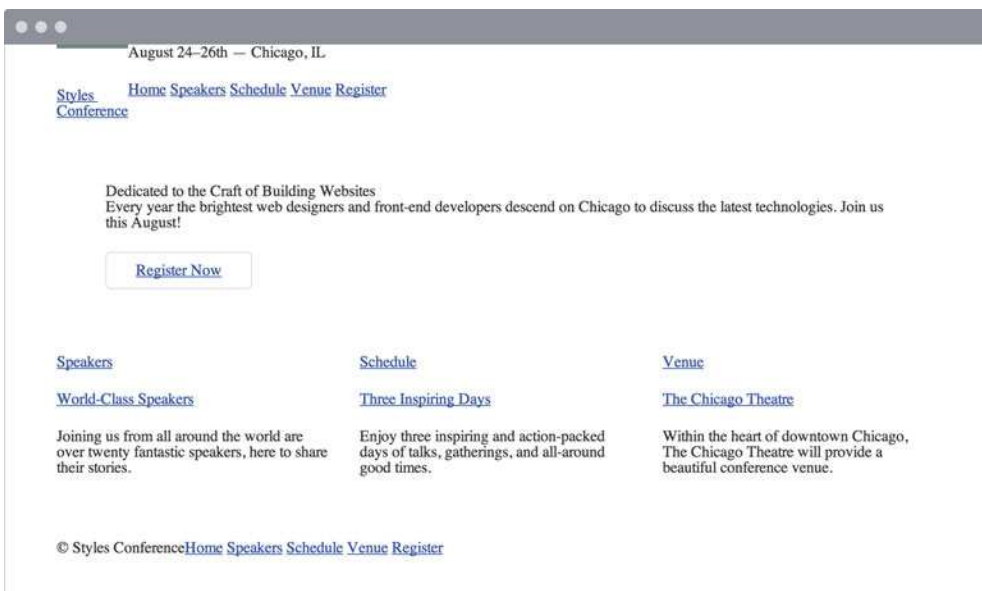 August 24–26th — Chicago, IL
Home Speakers Schedule Venue Register
Styles
Conference
Dedicated to the Craft of Building Websites
Every year the brightest web designers and front-end developers descend on Chicago to discuss the latest technologies. Join us
this August!
Register Now
Speakers
World-Class Speakers
Joining us from all around the world are
over twenty fantastic speakers, here to share
their stories.
Schedule
Three Inspiring Days
Enjoy three inspiring and action-packed
days of talks, gatherings, and all-around
good times.
Venue
The Chicago Theatre
Within the heart of downtown Chicago,
The Chicago Theatre will provide a
beautiful conference venue.
© Styles ConferenceHome Speakers Schedule Venue Register